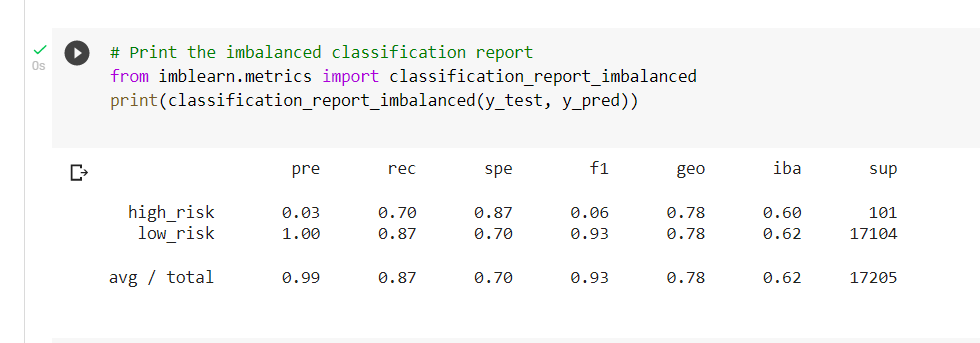 0s
# Print the imbalanced classification report
from imblearn.metrics import classification_report_imbalanced
print(classification_report_imbalanced(y_test, y_pred))
pre rec spe f1 geo iba sup
high_risk 0.03 0.70 0.87 0.06 0.78 0.60 101
low_risk 1.00 0.87 0.70 0.93 0.78 0.62 17104
avg / total 0.99 0.87 0.70 0.93 0.78 0.62 17205